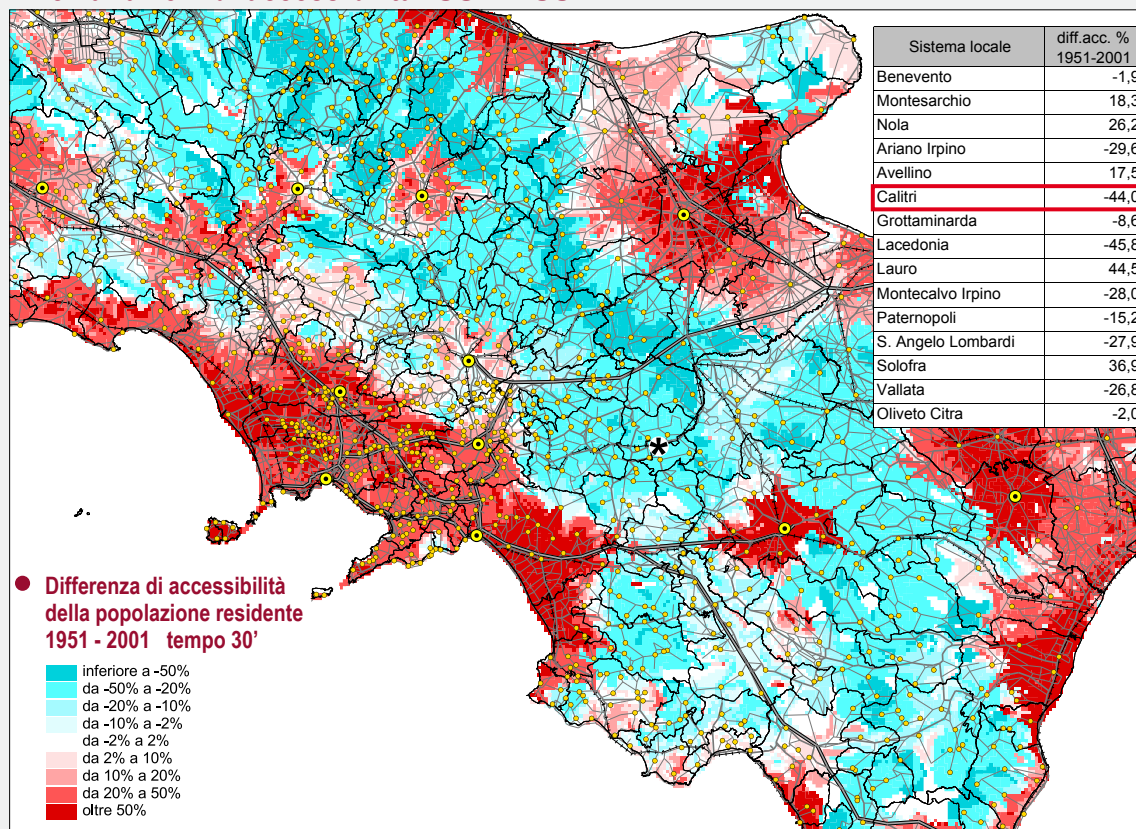 Sistema locale diff.acc. % 1951-2001
Benevento -1,9
Montesarchio 18,3
Nola 26,2
Ariano Irpino -29,6
Avellino 17,5
Calitri -44,0
Grottaminarda -8,6
Lacedonia -45,8
Lauro 44,5
Montecalvo Irpino -28,0
Paternopoli -15,2
S. Angelo Lombardi -27,9
Solofra 36,9
Vallata -26,8
Oliveto Citra -2,0
*
Differenza di accessibilità
della popolazione residente
1951 - 2001 tempo 30'
inferiore a -50%
da -50% a -20%
da -20% a -10%
da -10% a -2%
da -2% a 2%
da 2% a 10%
da 10% a 20%
da 20% a 50%
oltre 50%